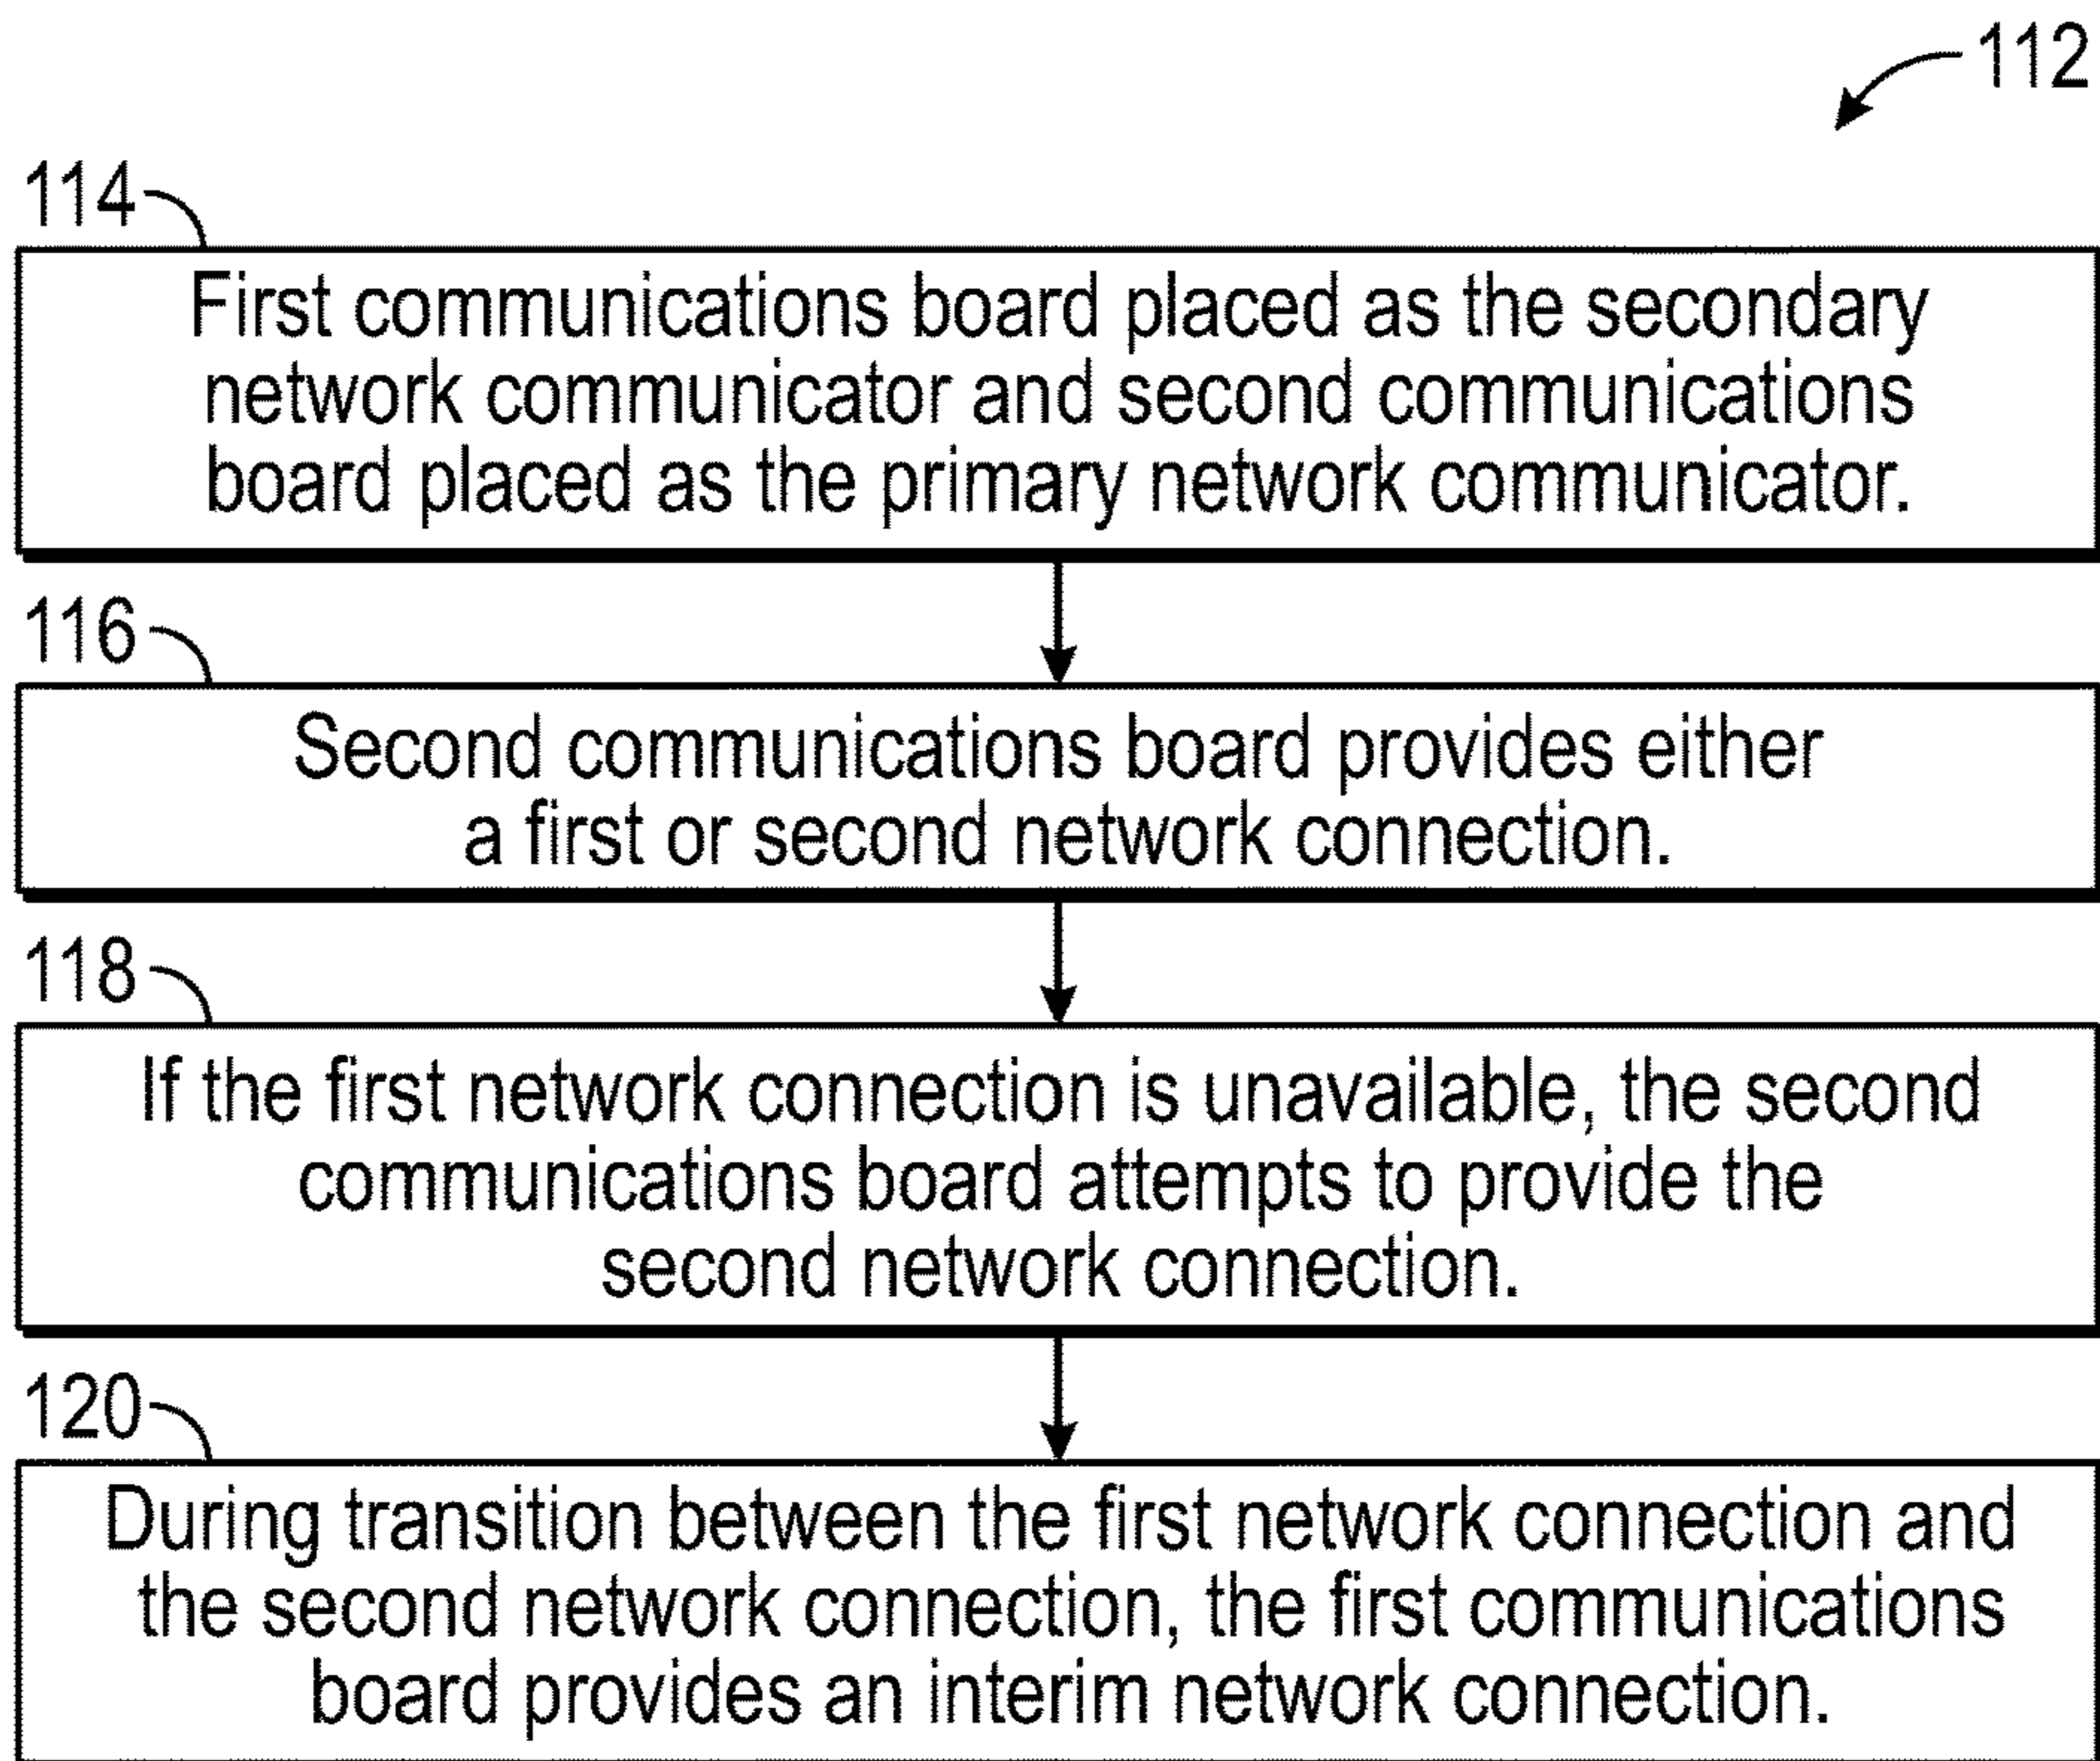 112
114
First communications board placed as the secondary
network communicator and second communications
board placed as the primary network communicator.
116
Second communications board provides either
a first or second network connection.
118
If the first network connection is unavailable, the second
communications board attempts to provide the
second network connection.
120
During transition between the first network connection and
the second network connection, the first communications
board provides an interim network connection.